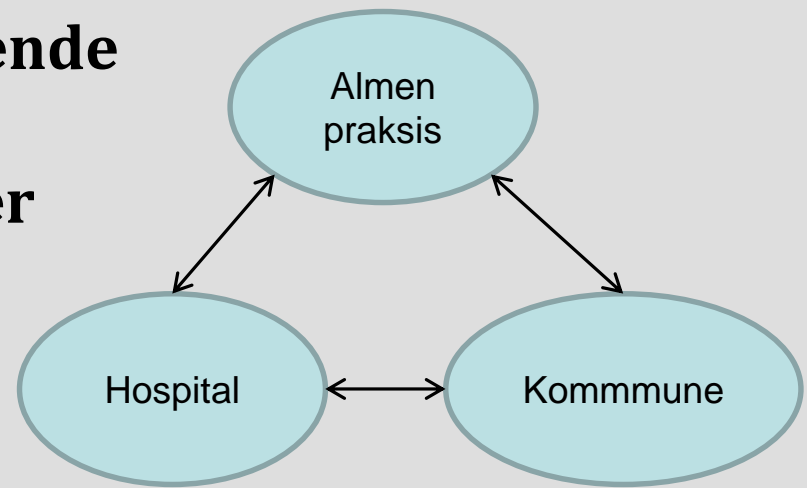 ende
er
Almen
praksis
Hospital
Kommmune